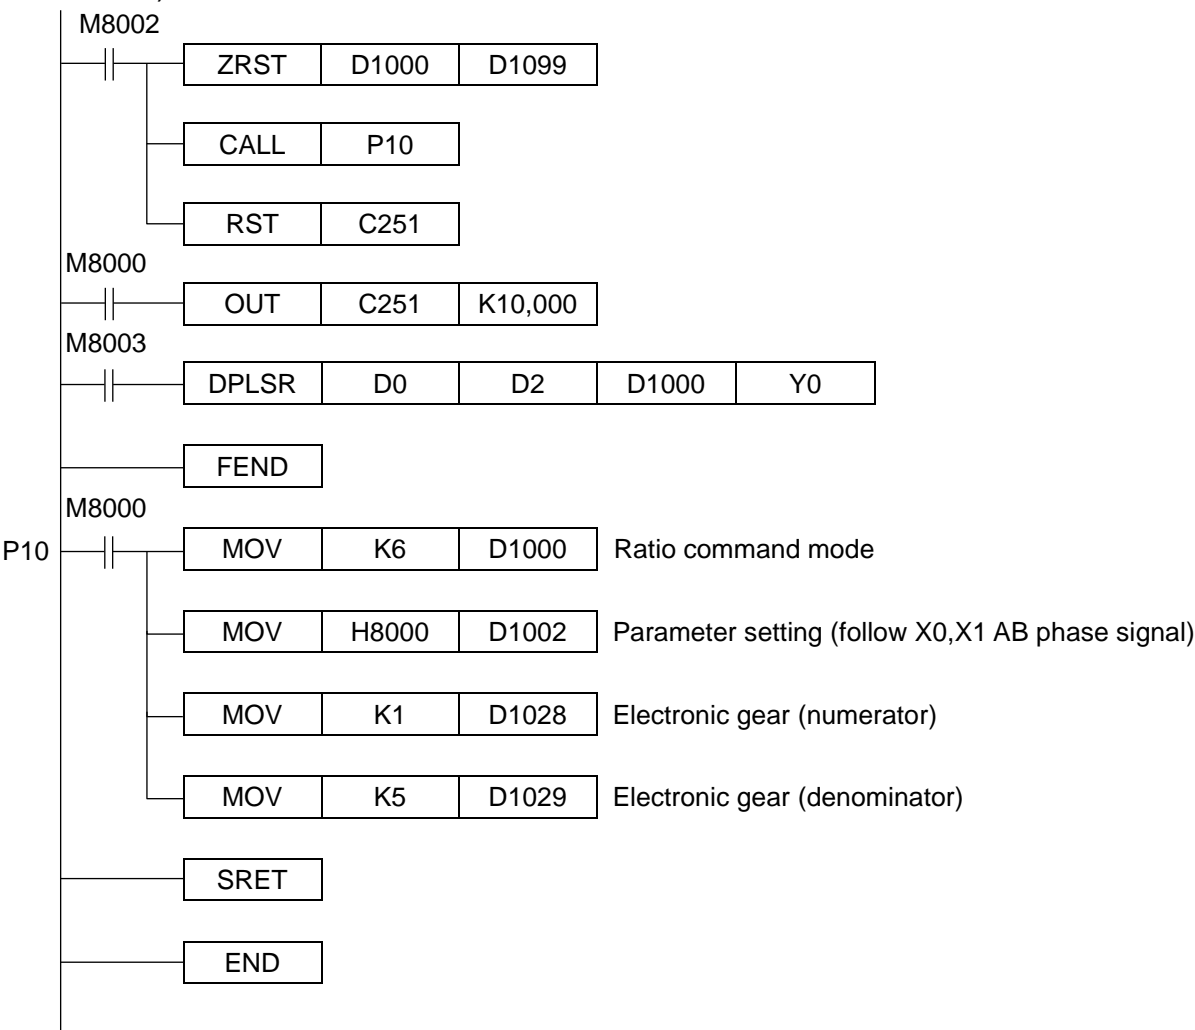 M8002
ZRST D1000 D1099
CALL P10
RST C251
M8000
OUT C251 K10,000
M8003
DPLSR D0 D2 D1000 Y0
FEND
M8000
P10 MOV K6 D1000 Ratio command mode
MOV H8000 D1002 Parameter setting (follow X0,X1 AB phase signal)
MOV K1 D1028 Electronic gear (numerator)
MOV K5 D1029 Electronic gear (denominator)
SRET
END